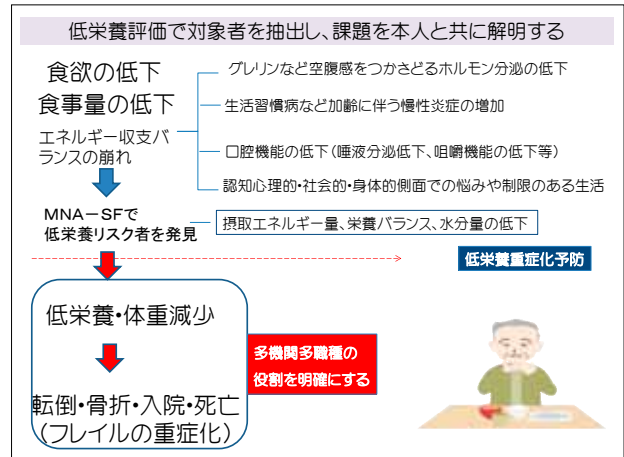 低栄養評価で対象者を抽出し、課題を本人と共に解明する
食欲の低下
食事量の低下
エネルギー収支バ
ランスの崩れ
グレリンなど空腹感をつかさどるホルモン分泌の低下
生活習慣病など加齢に伴う慢性炎症の増加
口腔機能の低下(唾液分泌低下、咀嚼機能の低下等)
認知心理的・社会的・身体的側面での悩みや制限のある生活
MNA-SFで
低栄養リスク者を発見
摂取エネルギー量、栄養バランス、水分量の低下
低栄養重症化予防
低栄養・体重減少
多機関多職種の
役割を明確にする
転倒・骨折・入院・死亡
(フレイルの重症化)